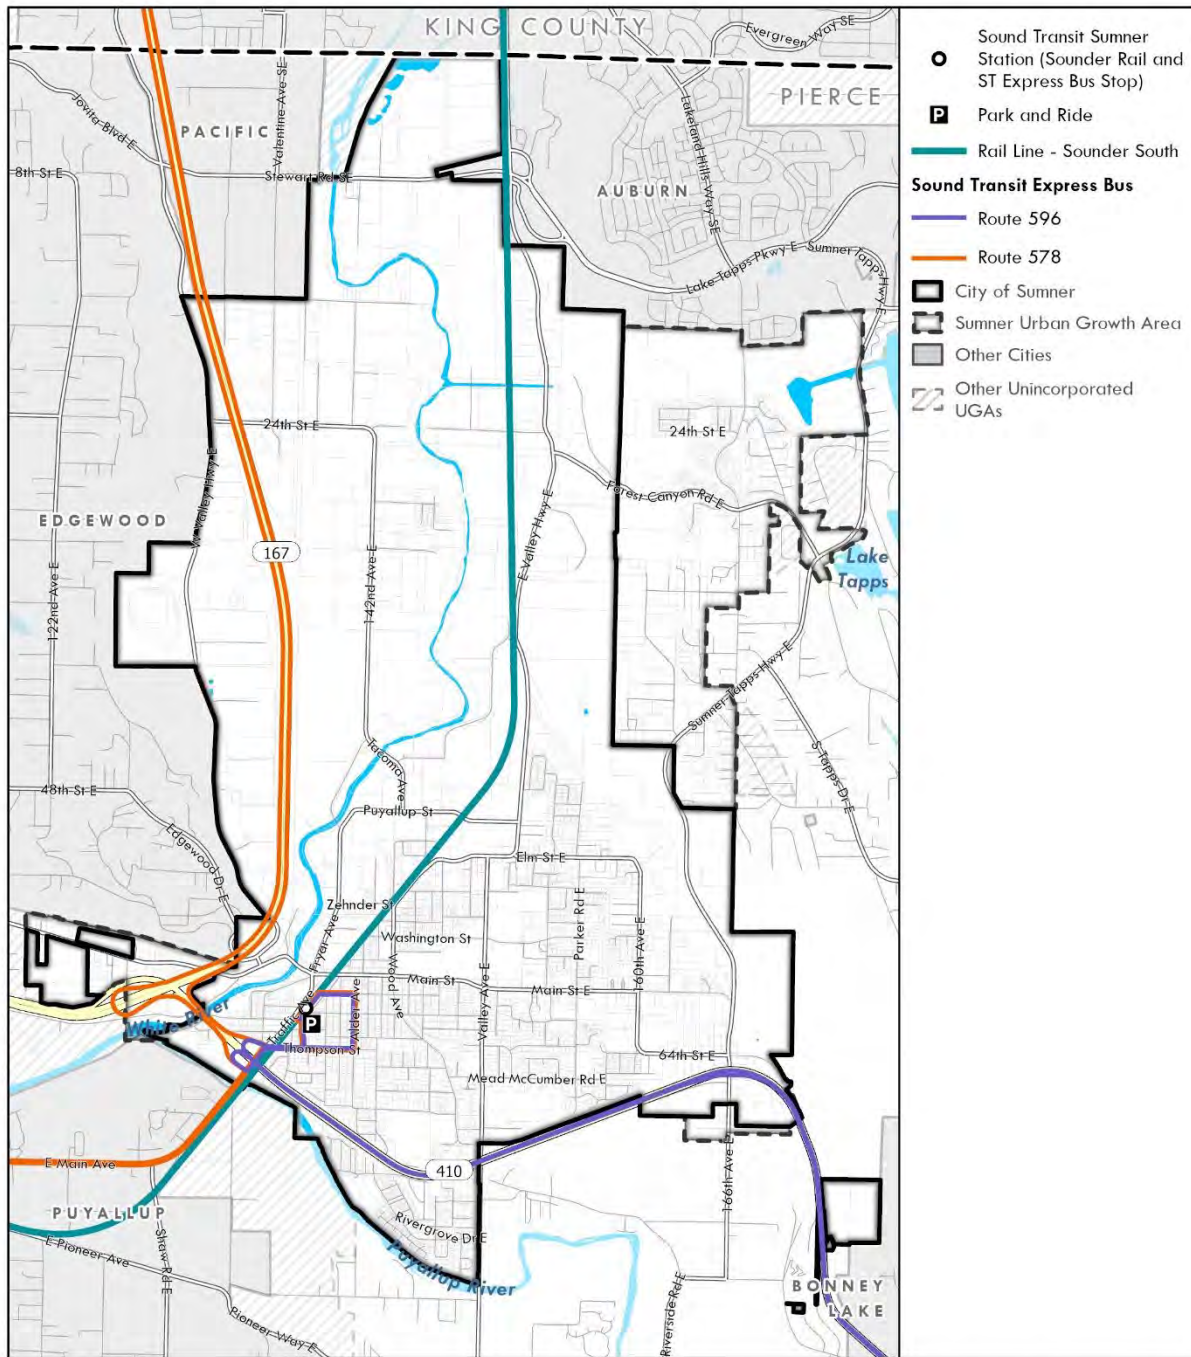 KING COUNTY
Evergreen Way SE
PIERCE
Jovita Blvd E
PACIFIC
Valentine Ave SE
Lakeland Hills Way SE
8th St E
Stewart Rd SE
AUBURN
Lake Tapps Pkwy E
Sumner Tapps Hwy E
24th St E
24th St E
W Valley Hwy E
Forest Canyon Rd E
E Valley Hwy E
EDGEWOOD
167
142nd Ave E
122nd Ave E
Lake
Tapps
Sumner Tapps Hwy E
S Tapps Dr E
Tacoma Ave
48th St E
Puyallup St
Edgewood Dr E
Elm St E
Zehnder St
Parker Rd E
160th Ave E
Fryar Ave
Washington St
Wood Ave
Main St
Main St E
Valley Ave E
White River
Traffic Ave
P
Alder Ave
Thompson St
64th St E
Mead McCumber Rd E
E Main Ave
410
166th Ave E
PUYALLUP
Shaw Rd E
Rivergrove Dr E
E Pioneer Ave
Puyallup River
Riverside Rd E
BONNEY
LAKE
Pioneer Way E
Sound Transit Sumner
Station (Sounder Rail and
ST Express Bus Stop)
P Park and Ride
Rail Line - Sounder South
Sound Transit Express Bus
Route 596
Route 578
City of Sumner
Sumner Urban Growth Area
Other Cities
Other Unincorporated
UGAs